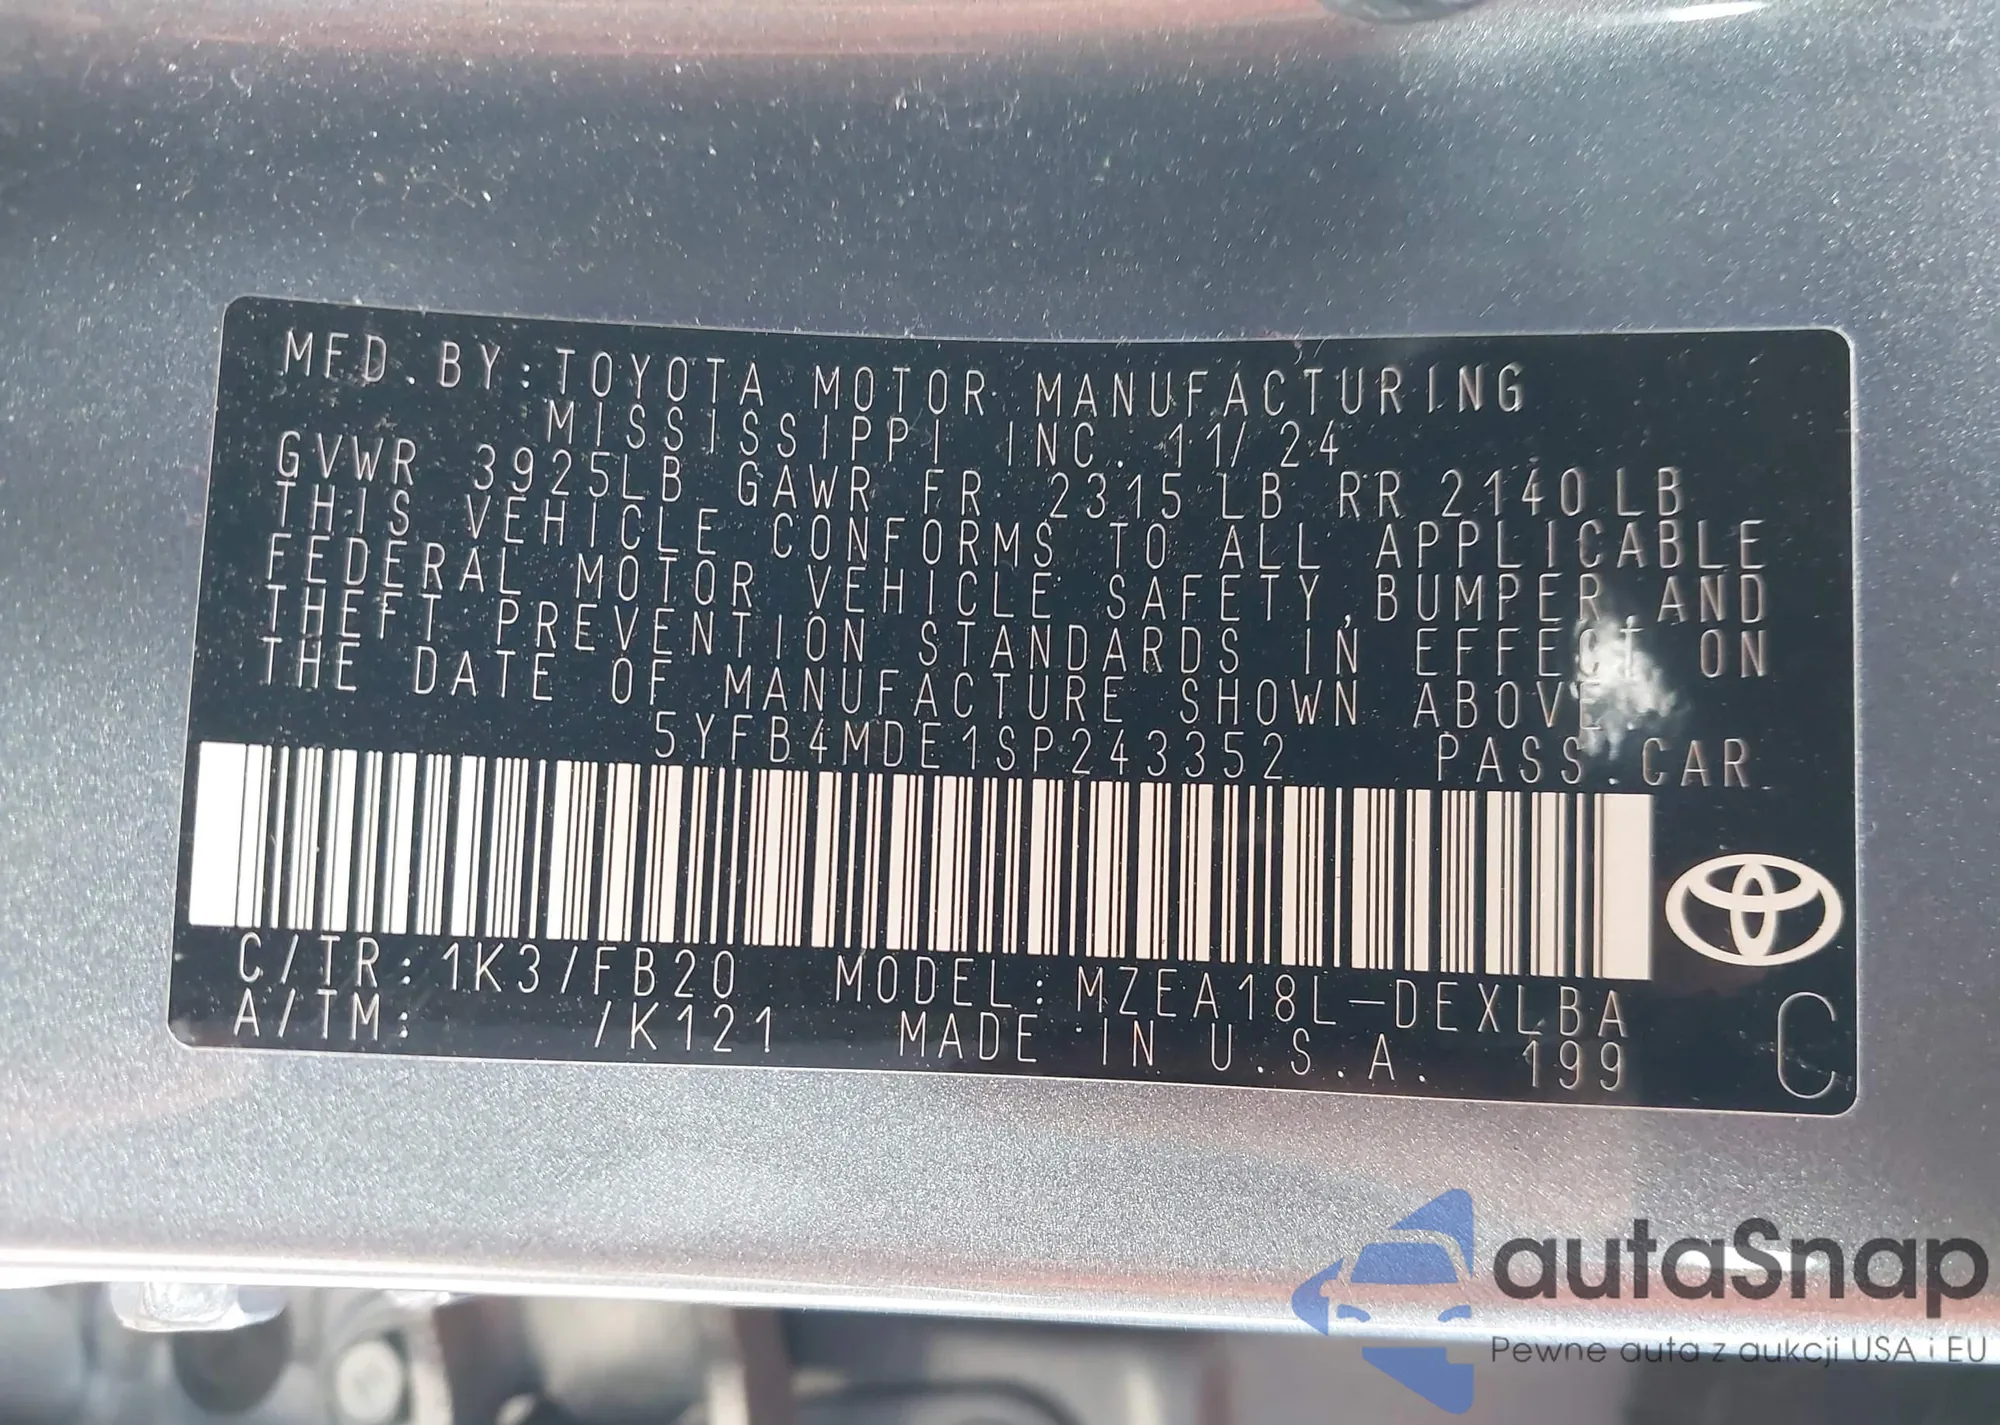 MFD.BY:TOYOTA MOTOR MANUFACTURING
MISSISSIPPI INC. 11/24
GVWR 3925LB GAWR FR 2315LB RR 2140LB
THIS VEHICLE CONFORMS TO ALL APPLICABLE
FEDERAL MOTOR VEHICLE SAFETY,BUMPER,AND
THEFT PREVENTION STANDARDS IN EFFECT ON
THE DATE OF MANUFACTURE SHOWN ABOVE.
5YFB4MDE1SP243352 PASS.CAR
C/TR:1K3/FB20 MODEL:MZEA18L-DEXLBA
A/TM: /K121 MADE IN U.S.A. 199
C
autaSnap
Pewne auta z aukcji USA i EU